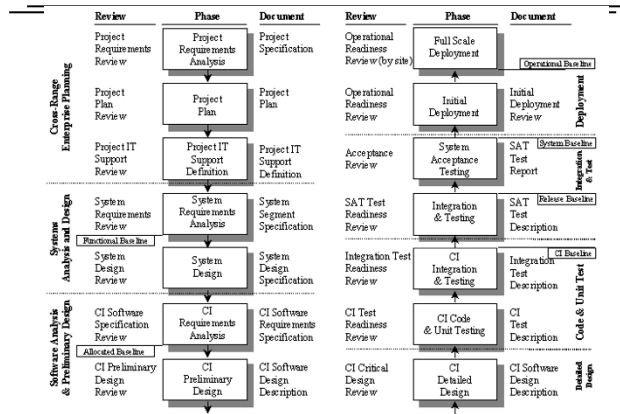 Review Phase Document
Project
Requirements
Review
Project
Requirements
Analysis
Project
Specification
Project
Plan
Review
Project
Plan
Project
Plan
Project IT
Support
Review
Project IT
Support
Definition
Project IT
Support
Definition
Cross-Range
Enterprise Planning
System
Requirements
Review
System
Requirements
Analysis
System
Segment
Specification
Functional Baseline
System
Design
Review
System
Design
System
Design
Specification
Systems
Analysis and Design
CI Software
Specification
Review
CI
Requirements
Analysis
CI Software
Requirements
Specification
Allocated Baseline
CI Preliminary
Design
Review
CI
Preliminary
Design
CI Software
Design
Description
Software Analysis
& Preliminary Design
Review Phase Document
Operational
Readiness
Review (by site)
Full Scale
Deployment
Operational Baseline
Operational
Readiness
Review
Initial
Deployment
Initial
Deployment
Review
Deployment
Acceptance
Review
System
Acceptance
Testing
SAT
Test
Report
System Baseline
Integration
& Test
SAT Test
Readiness
Review
Integration
& Testing
SAT
Test
Description
Release Baseline
Integration Test
Readiness
Review
CI
Integration
& Testing
Integration
Test
Description
CI Baseline
CI Test
Readiness
Review
CI Code
& Unit Testing
CI
Test
Description
Code & Unit Test
CI Critical
Design
Review
CI
Detailed
Design
CI Software
Design
Description
Detailed
Design